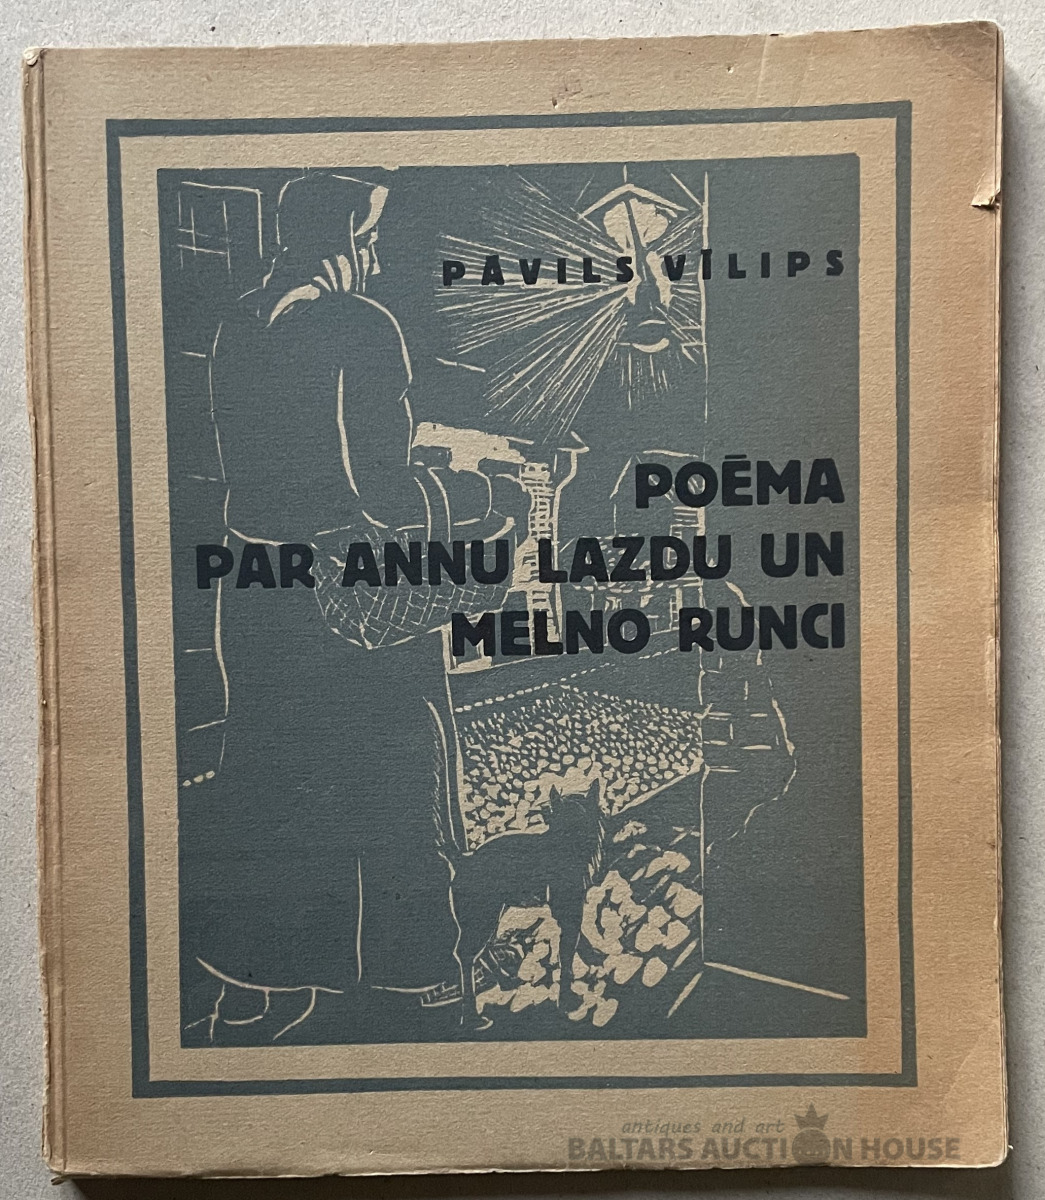 PĀVILS VĪLIPS
POĒMA
PAR ANNU LAZDU UN
MELNO RUNCI
antiques and art
BALTARS AUCTION HOUSE